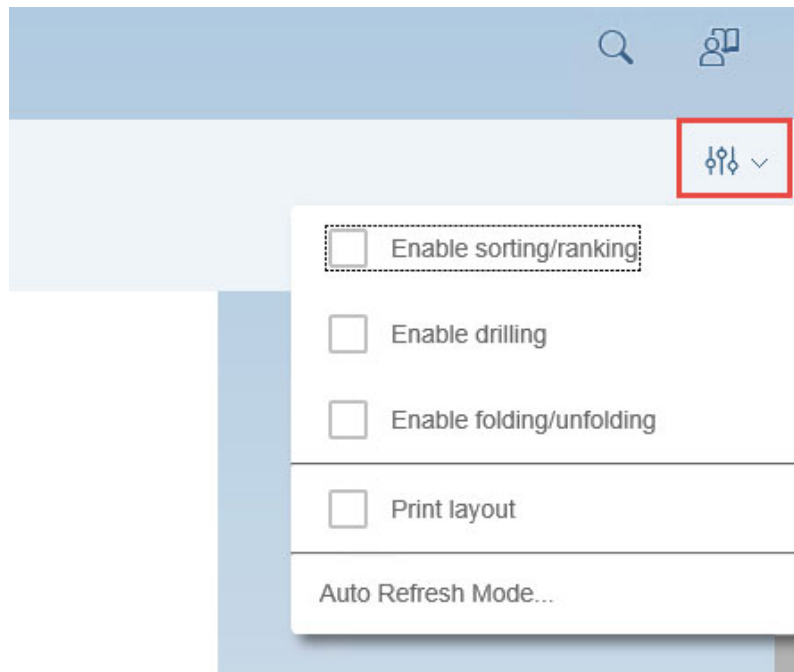 Enable sorting/ranking
Enable drilling
Enable folding/unfolding
Print layout
Auto Refresh Mode...